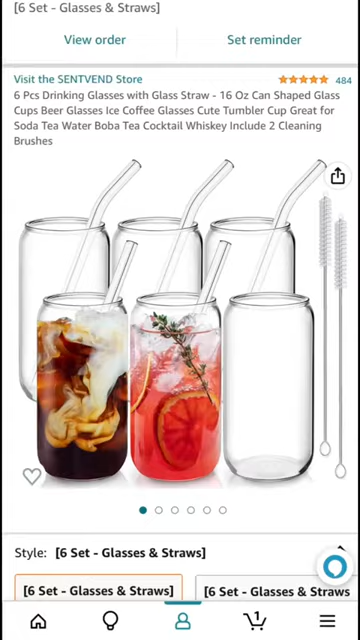 [6 Set - Glasses & Straws]
View order
Set reminder
Visit the SENTVEND Store
484
6 Pcs Drinking Glasses with Glass Straw - 16 Oz Can Shaped Glass
Cups Beer Glasses Ice Coffee Glasses Cute Tumbler Cup Great for
Soda Tea Water Boba Tea Cocktail Whiskey Include 2 Cleaning
Brushes
Style: [6 Set - Glasses & Straws]
[6 Set - Glasses & Straws]
[6 Set - Glasses & Straws
1